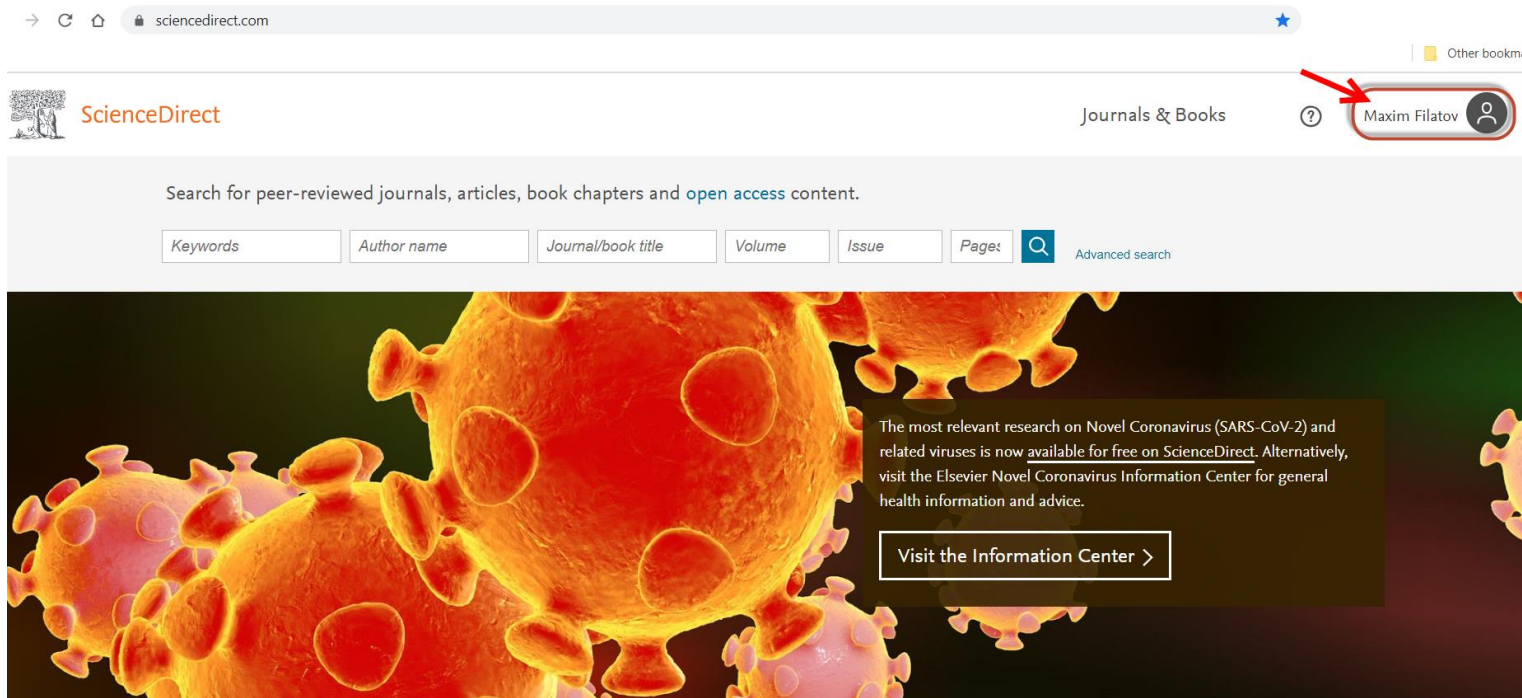 sciencedirect.com
Other bookm
ScienceDirect
Journals & Books
?
Maxim Filatov
Search for peer-reviewed journals, articles, book chapters and open access content.
Keywords
Author name
Journal/book title
Volume
Issue
Pages
Advanced search
The most relevant research on Novel Coronavirus (SARS-CoV-2) and
related viruses is now available for free on ScienceDirect. Alternatively,
visit the Elsevier Novel Coronavirus Information Center for general
health information and advice.
Visit the Information Center >